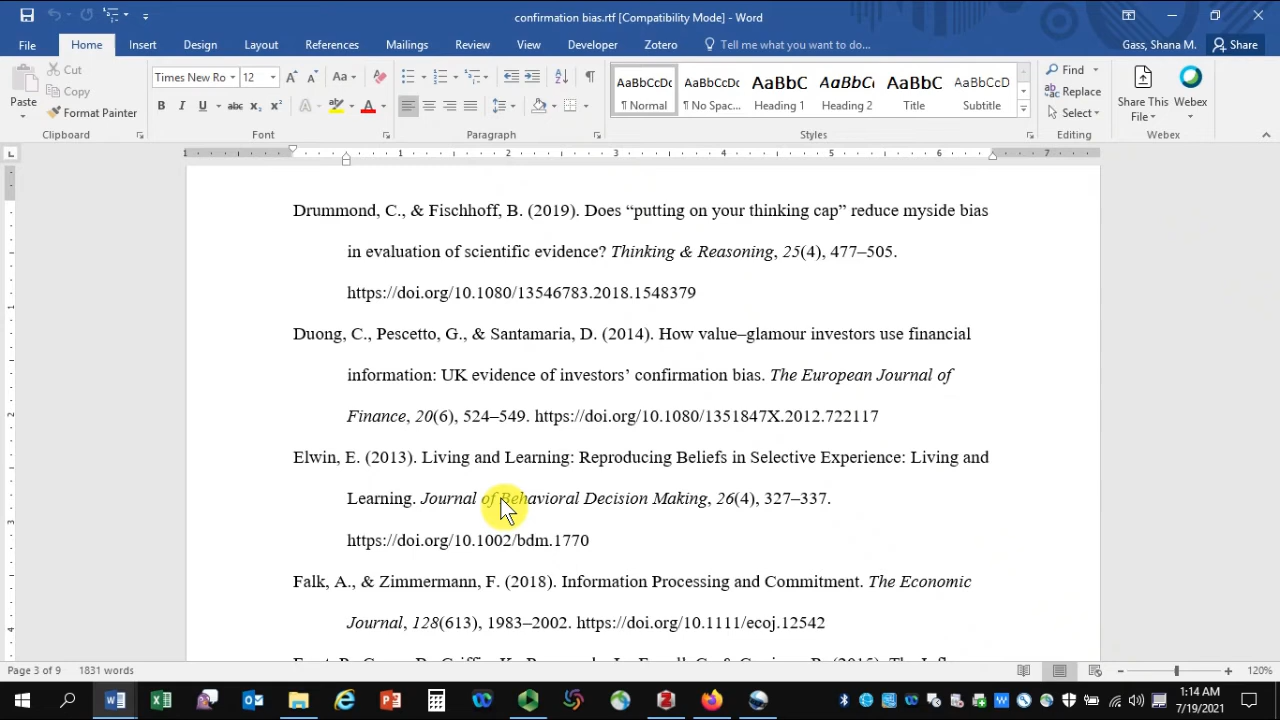 confirmation bias.rtf [Compatibility Mode] - Word
File Home Insert Design Layout References Mailings Review View Developer Zotero Tell me what you want to do... Gass, Shana M. Share
Paste
Cut
Copy
Format Painter
Clipboard
Times New Ro 12
Font
Paragraph
AaBbCcDc AaBbCcDc AaBbC AaBbCc AaBbC AaBbCcD
¶ Normal ¶ No Spac... Heading 1 Heading 2 Title Subtitle
Styles
Find
Replace
Select
Editing
Share This File
Webex
Webex
1 1 2 3 4 5 6 7
Drummond, C., & Fischhoff, B. (2019). Does “putting on your thinking cap” reduce myside bias
in evaluation of scientific evidence? Thinking & Reasoning, 25(4), 477–505.
https://doi.org/10.1080/13546783.2018.1548379
Duong, C., Pescetto, G., & Santamaria, D. (2014). How value–glamour investors use financial
information: UK evidence of investors’ confirmation bias. The European Journal of
Finance, 20(6), 524–549. https://doi.org/10.1080/1351847X.2012.722117
Elwin, E. (2013). Living and Learning: Reproducing Beliefs in Selective Experience: Living and
Learning. Journal of Behavioral Decision Making, 26(4), 327–337.
https://doi.org/10.1002/bdm.1770
Falk, A., & Zimmermann, F. (2018). Information Processing and Commitment. The Economic
Journal, 128(613), 1983–2002. https://doi.org/10.1111/ecoj.12542
Page 3 of 9 1831 words 120%
1:14 AM
7/19/2021